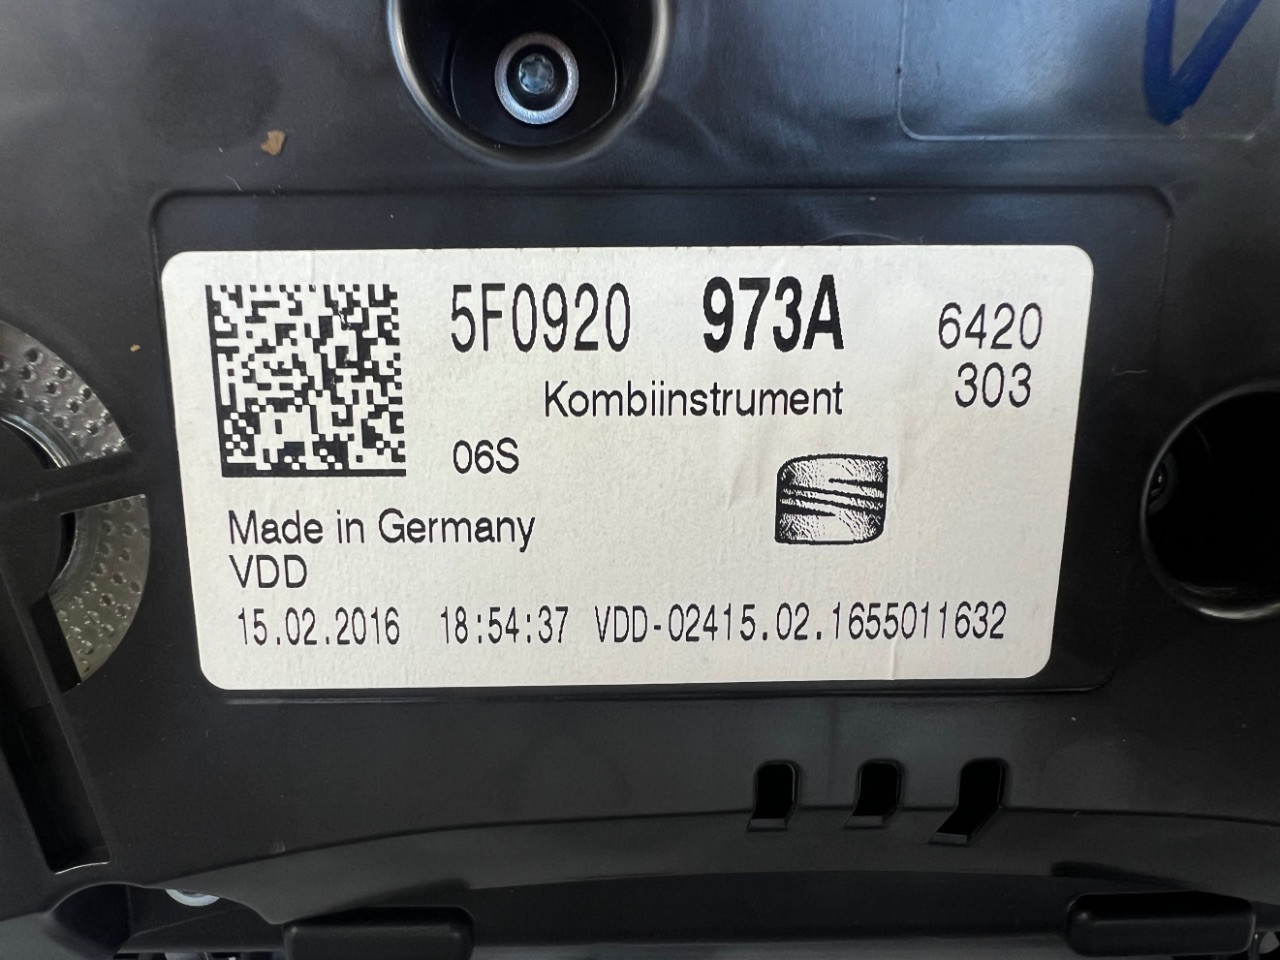 5F0920 973A 6420
303
Kombiinstrument
06S
Made in Germany
VDD
15.02.2016 18:54:37 VDD-02415.02.1655011632